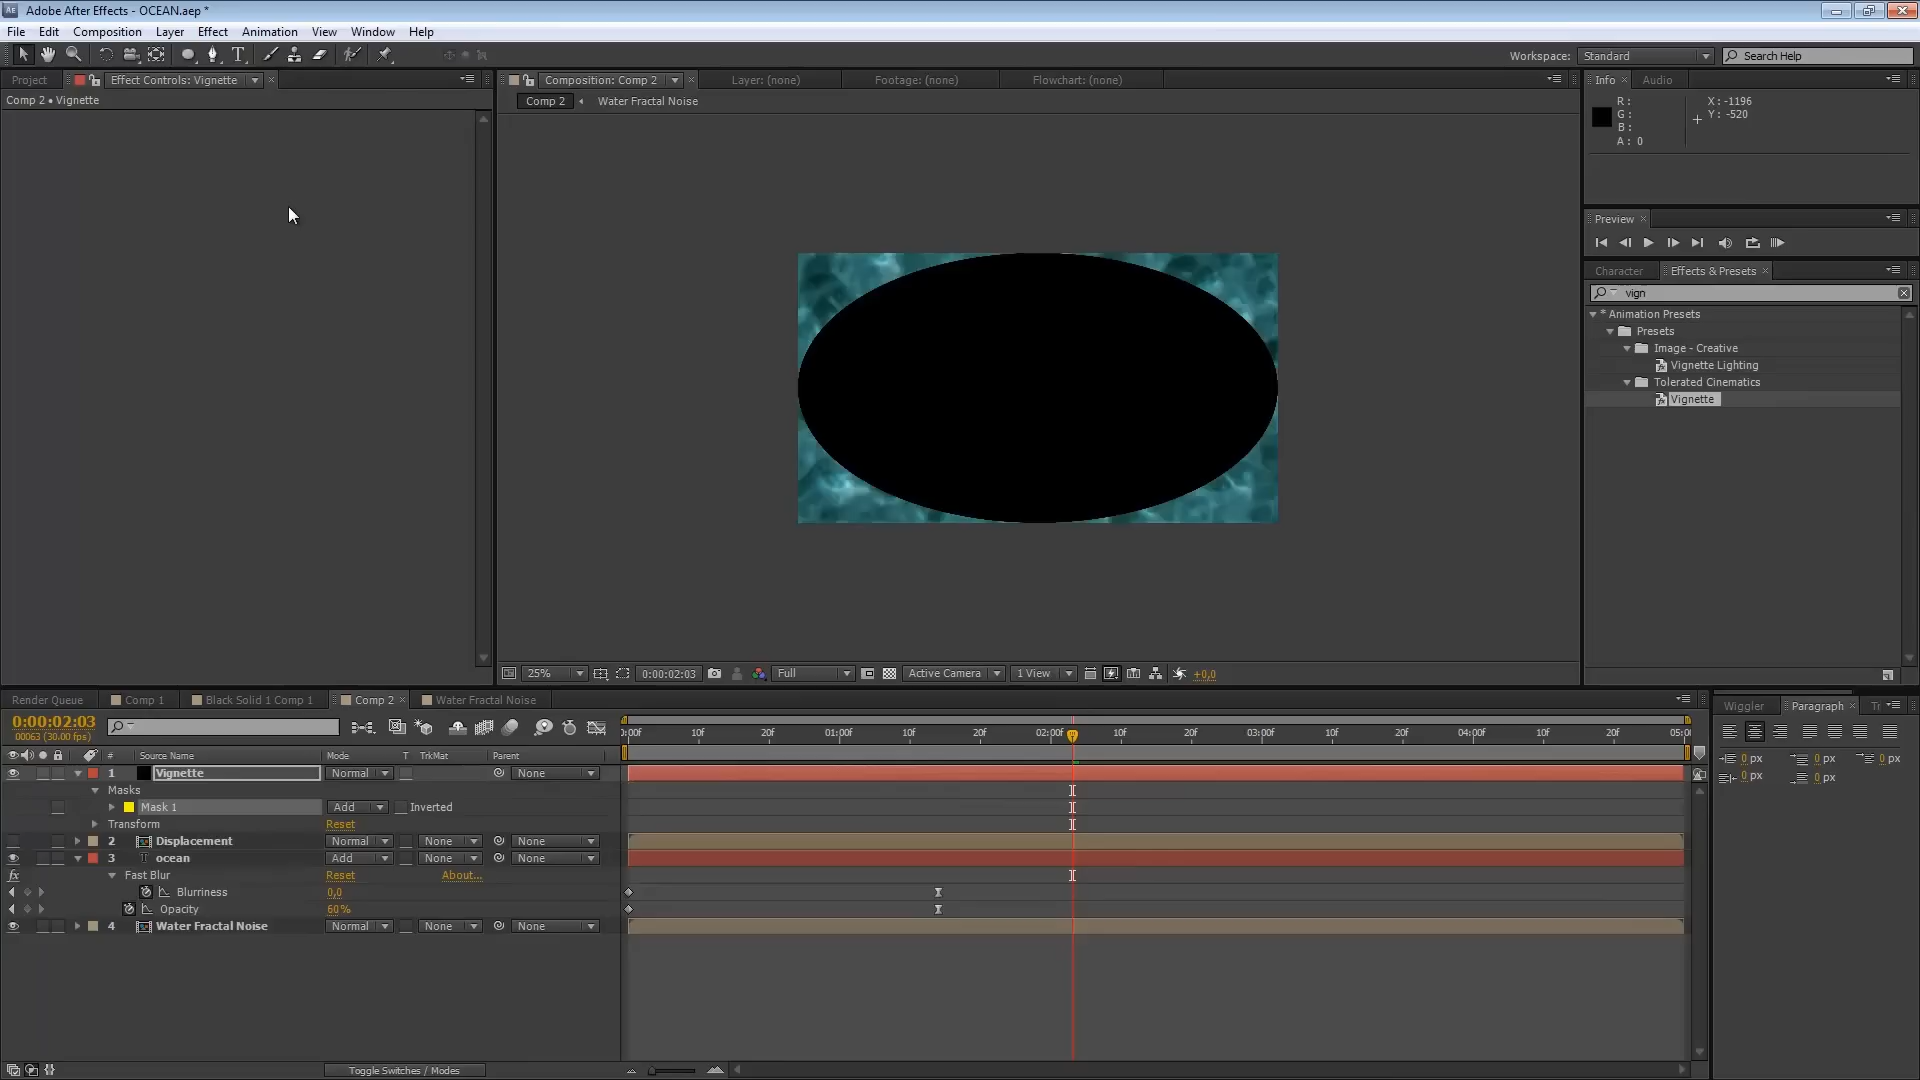 Adobe After Effects - OCEAN.aep *
File Edit Composition Layer Effect Animation View Window Help
Workspace: Standard Search Help
Project Effect Controls: Vignette
Comp 2 • Vignette
Composition: Comp 2 Layer: (none) Footage: (none) Flowchart: (none)
Comp 2 Water Fractal Noise
Info Audio
R : X : -1196
G : Y : -520
B :
A : 0
Preview
Character Effects & Presets
vign
* Animation Presets
Presets
Image - Creative
Vignette Lighting
Tolerated Cinematics
Vignette
25% 0:00:02:03 Full Active Camera 1 View +0,0
Render Queue Comp 1 Black Solid 1 Comp 1 Comp 2 Water Fractal Noise
0:00:02:03
00063 (30.00 fps)
0:00f 10f 20f 01:00f 10f 20f 02:00f 10f 20f 03:00f 10f 20f 04:00f 10f 20f 05:0
# Source Name Mode T TrkMat Parent
1 Vignette Normal None
Masks
Mask 1 Add Inverted
Transform Reset
2 Displacement Normal None None
3 T ocean Add None None
fx Fast Blur Reset About...
Blurriness 0,0
Opacity 60%
4 Water Fractal Noise Normal None None
Toggle Switches / Modes
Wiggler Paragraph Tr
0 px 0 px 0 px
0 px 0 px